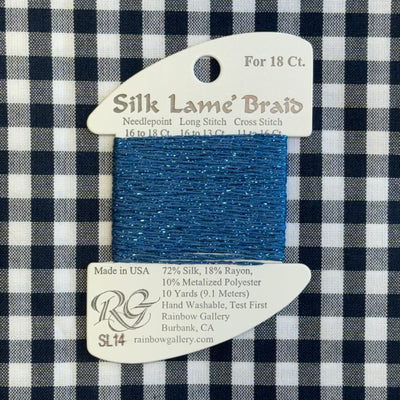 For 18 Ct.
Silk Lame' Braid
Needlepoint Long Stitch Cross Stitch
16 to 18 Ct. 16 to 13 Ct. 11 to 16 Ct.
Made in USA
72% Silk, 18% Rayon,
10% Metalized Polyester
10 Yards (9.1 Meters)
Hand Washable, Test First
Rainbow Gallery
Burbank, CA
rainbowgallery.com
RG
SL14